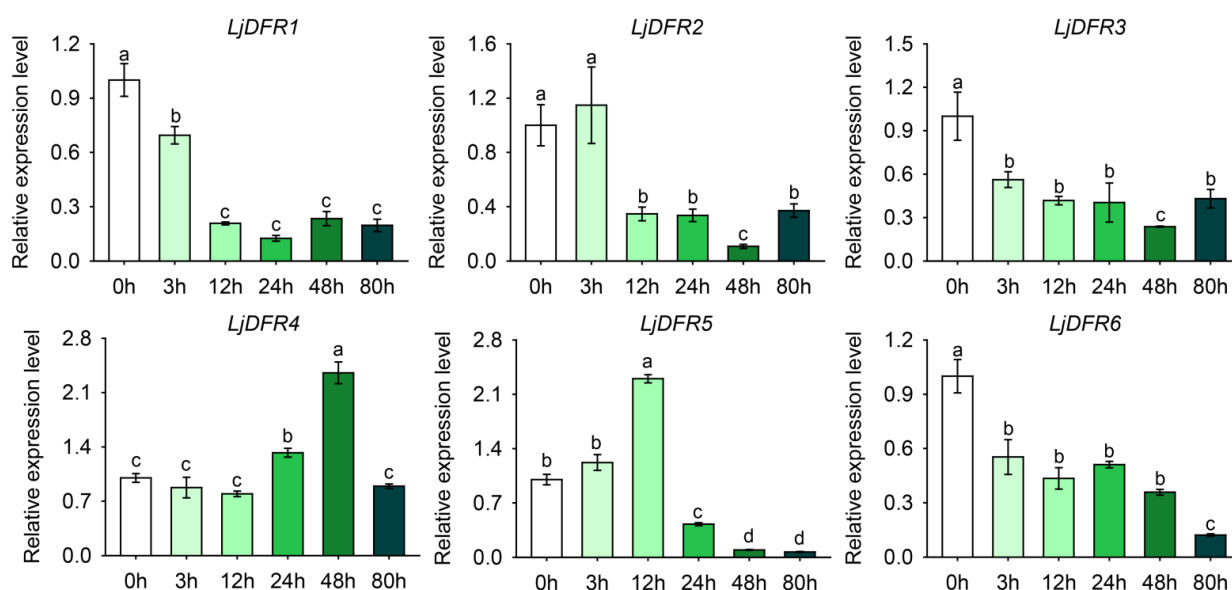 LjDFR1
Relative expression level
1.2
0.9
0.6
0.3
0.0
a
b
c
c
c
c
0h 3h 12h 24h 48h 80h
LjDFR2
Relative expression level
1.6
1.2
0.8
0.4
0.0
a
a
b
b
c
b
0h 3h 12h 24h 48h 80h
LjDFR3
Relative expression level
1.5
1.2
0.9
0.6
0.3
0.0
a
b
b
b
c
b
0h 3h 12h 24h 48h 80h
LjDFR4
Relative expression level
2.8
2.1
1.4
0.7
0.0
c
c
c
b
a
c
0h 3h 12h 24h 48h 80h
LjDFR5
Relative expression level
2.8
2.1
1.4
0.7
0.0
b
b
a
c
d
d
0h 3h 12h 24h 48h 80h
LjDFR6
Relative expression level
1.2
0.9
0.6
0.3
0.0
a
b
b
b
b
c
0h 3h 12h 24h 48h 80h